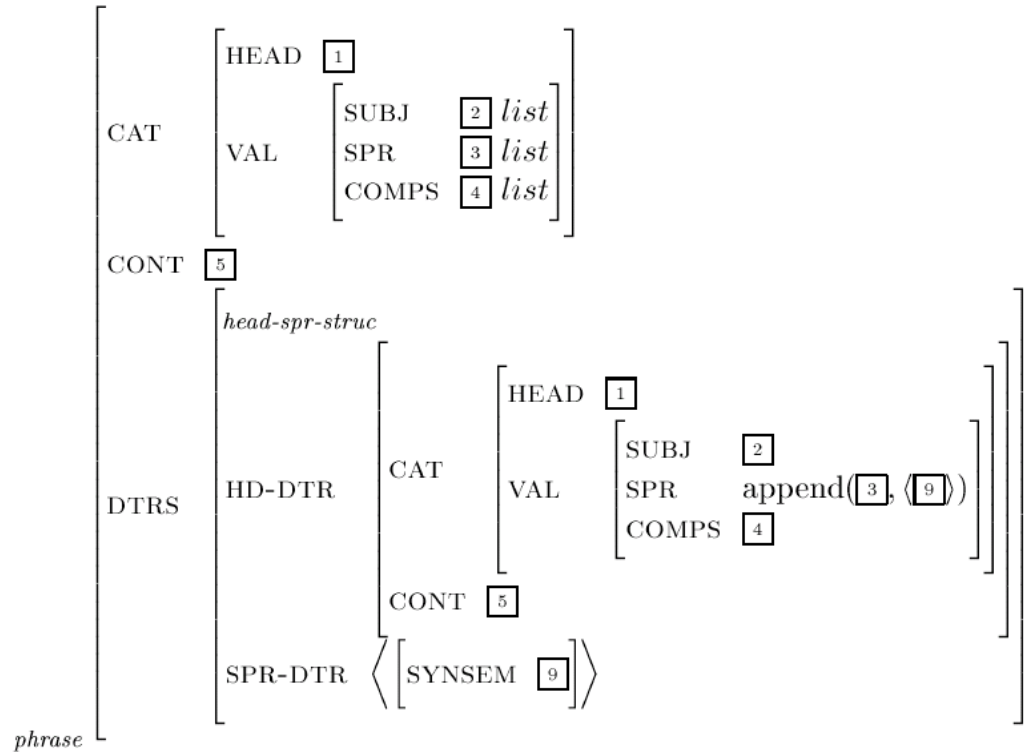 HEAD 1
SUBJ 2 list
CAT
VAL SPR 3 list
COMPS 4 list
CONT 5
head-spr-struc
HEAD 1
SUBJ 2
CAT
DTRS HD-DTR VAL SPR append(3, ⟨9⟩)
COMPS 4
CONT 5
SPR-DTR ⟨[SYNSEM 9]⟩
phrase